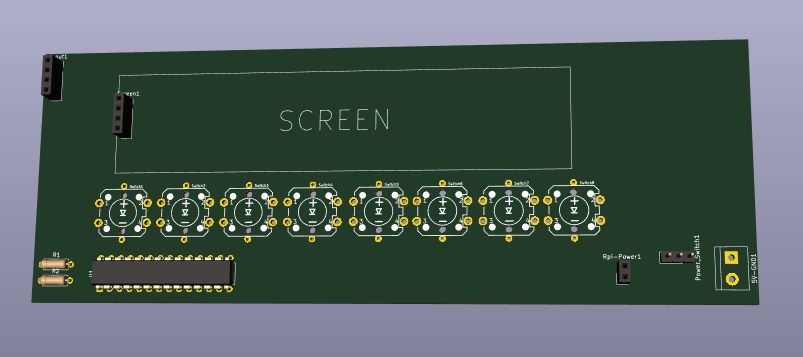 Screen1
SCREEN
Switch1 Switch2 Switch3 Switch4 Switch5 Switch6 Switch7 Switch8
R1
R2
Rpi-Power1
Power_Switch1
5V-GND1